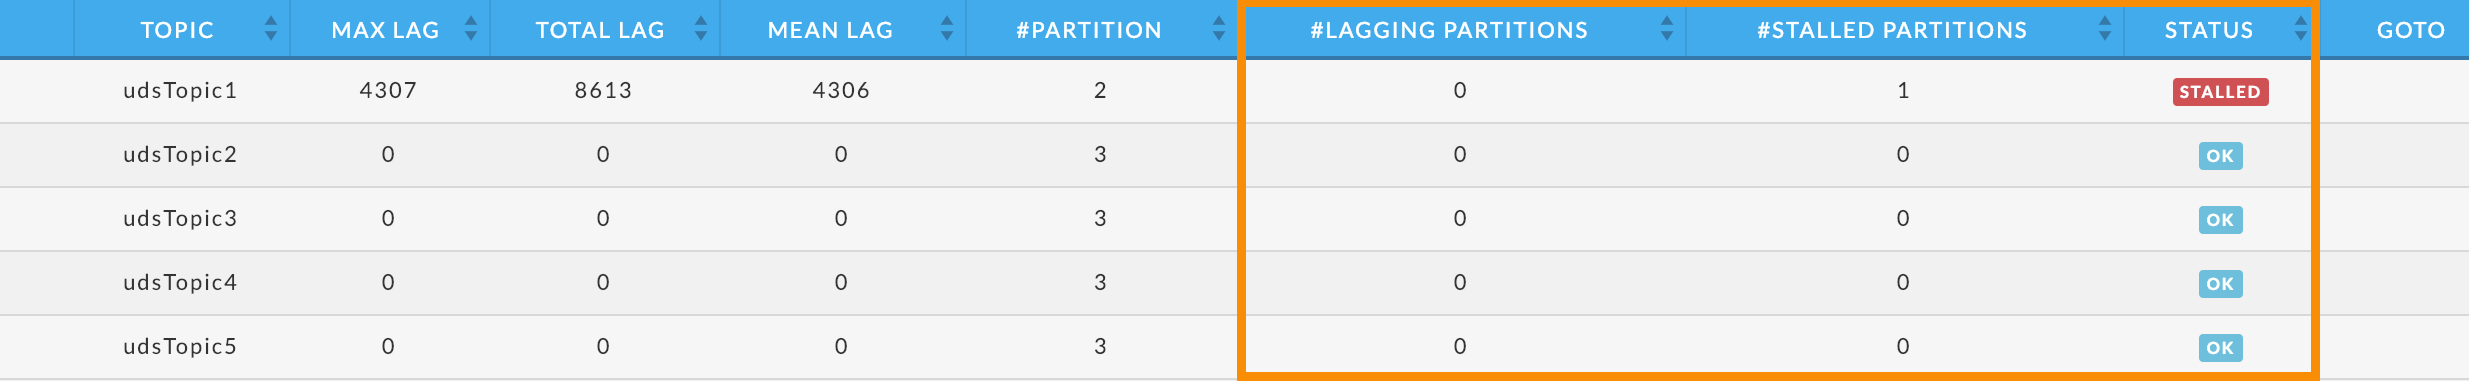 TOPIC MAX LAG TOTAL LAG MEAN LAG #PARTITION #LAGGING PARTITIONS #STALLED PARTITIONS STATUS GOTO
udsTopic1 4307 8613 4306 2 0 1 STALLED
udsTopic2 0 0 0 3 0 0 OK
udsTopic3 0 0 0 3 0 0 OK
udsTopic4 0 0 0 3 0 0 OK
udsTopic5 0 0 0 3 0 0 OK